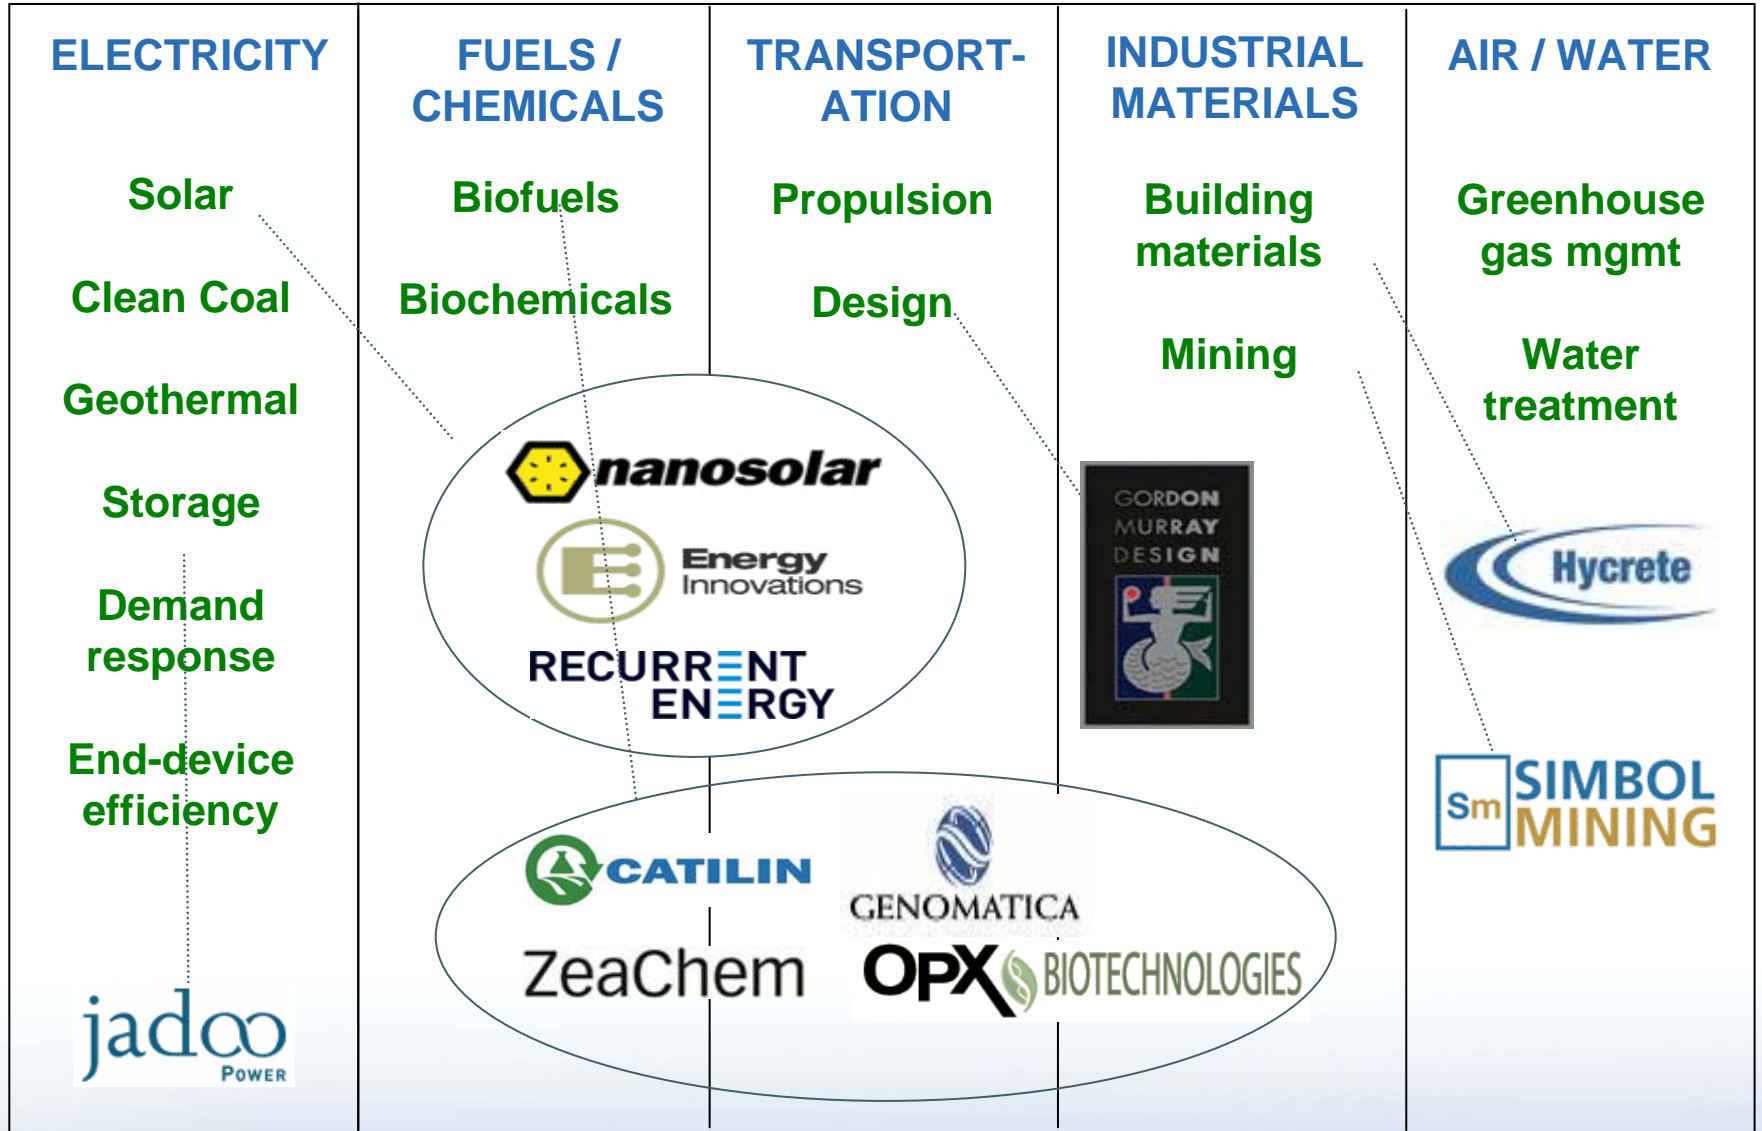 ELECTRICITY
Solar
Clean Coal
Geothermal
Storage
Demand
response
End-device
efficiency
jadoo
POWER
FUELS /
CHEMICALS
Biofuels
Biochemicals
TRANSPORT-
ATION
Propulsion
Design
nanosolar
Energy
Innovations
RECURRENT
ENERGY
CATILIN
GENOMATICA
ZeaChem
OPX BIOTECHNOLOGIES
INDUSTRIAL
MATERIALS
Building
materials
Mining
GORDON
MURRAY
DESIGN
AIR / WATER
Greenhouse
gas mgmt
Water
treatment
Hycrete
Sm
SIMBOL
MINING